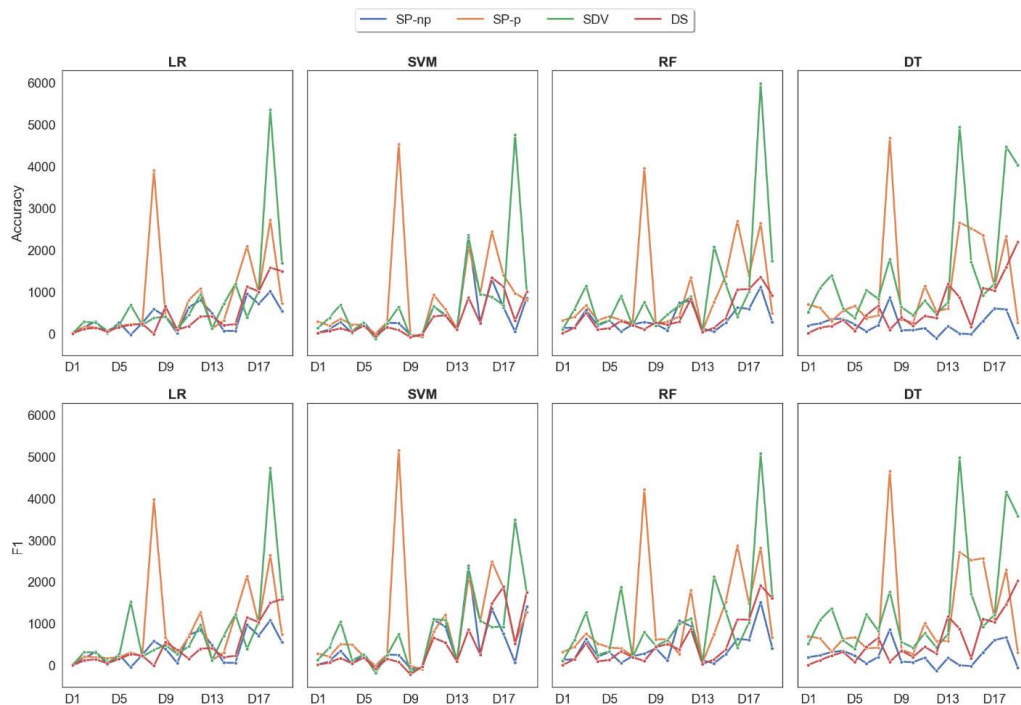 SP-np SP-p SDV DS
LR SVM RF DT
Accuracy
6000
5000
4000
3000
2000
1000
0
D1 D5 D9 D13 D17 D1 D5 D9 D13 D17 D1 D5 D9 D13 D17 D1 D5 D9 D13 D17
LR SVM RF DT
F1
6000
5000
4000
3000
2000
1000
0
D1 D5 D9 D13 D17 D1 D5 D9 D13 D17 D1 D5 D9 D13 D17 D1 D5 D9 D13 D17